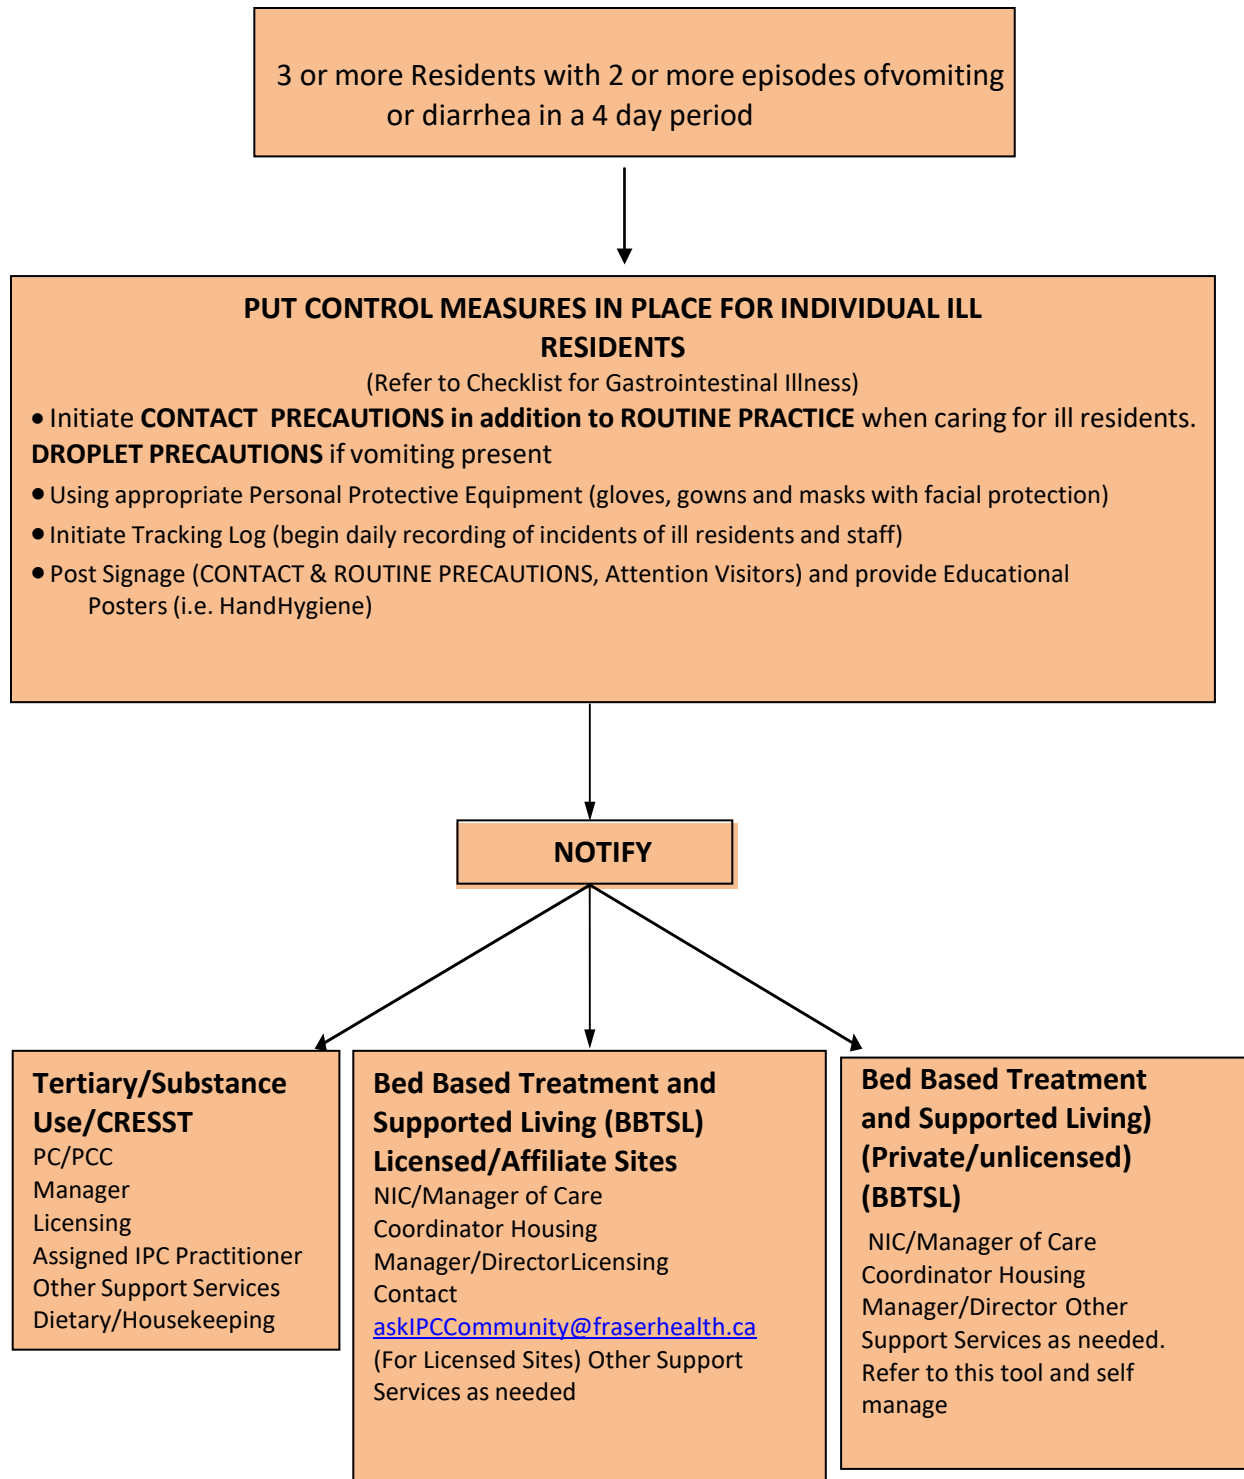 3 or more Residents with 2 or more episodes ofvomiting
or diarrhea in a 4 day period
PUT CONTROL MEASURES IN PLACE FOR INDIVIDUAL ILL
RESIDENTS
(Refer to Checklist for Gastrointestinal Illness)
• Initiate CONTACT PRECAUTIONS in addition to ROUTINE PRACTICE when caring for ill residents.
DROPLET PRECAUTIONS if vomiting present
• Using appropriate Personal Protective Equipment (gloves, gowns and masks with facial protection)
• Initiate Tracking Log (begin daily recording of incidents of ill residents and staff)
• Post Signage (CONTACT & ROUTINE PRECAUTIONS, Attention Visitors) and provide Educational
Posters (i.e. HandHygiene)
NOTIFY
Tertiary/Substance
Use/CRESST
PC/PCC
Manager
Licensing
Assigned IPC Practitioner
Other Support Services
Dietary/Housekeeping
Bed Based Treatment and
Supported Living (BBTSL)
Licensed/Affiliate Sites
NIC/Manager of Care
Coordinator Housing
Manager/DirectorLicensing
Contact
askIPCCommunity@fraserhealth.ca
(For Licensed Sites) Other Support
Services as needed
Bed Based Treatment
and Supported Living)
(Private/unlicensed)
(BBTSL)
NIC/Manager of Care
Coordinator Housing
Manager/Director Other
Support Services as needed.
Refer to this tool and self
manage